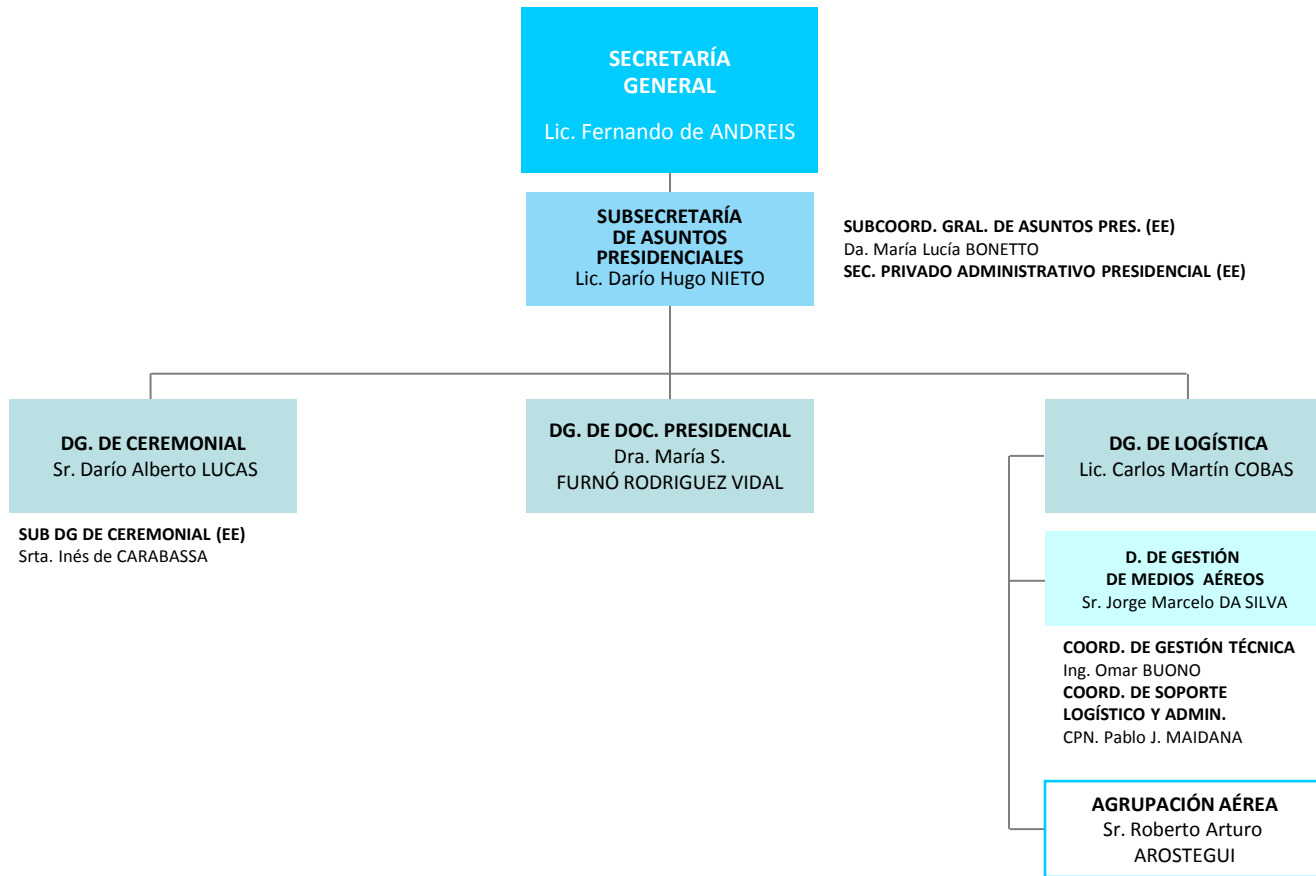 SECRETARÍA
GENERAL
Lic. Fernando de ANDREIS
SUBSECRETARÍA
DE ASUNTOS
PRESIDENCIALES
Lic. Darío Hugo NIETO
SUBCOORD. GRAL. DE ASUNTOS PRES. (EE)
Da. María Lucía BONETTO
SEC. PRIVADO ADMINISTRATIVO PRESIDENCIAL (EE)
DG. DE CEREMONIAL
Sr. Darío Alberto LUCAS
SUB DG DE CEREMONIAL (EE)
Srta. Inés de CARABASSA
DG. DE DOC. PRESIDENCIAL
Dra. María S.
FURNÓ RODRIGUEZ VIDAL
DG. DE LOGÍSTICA
Lic. Carlos Martín COBAS
D. DE GESTIÓN
DE MEDIOS AÉREOS
Sr. Jorge Marcelo DA SILVA
COORD. DE GESTIÓN TÉCNICA
Ing. Omar BUONO
COORD. DE SOPORTE
LOGÍSTICO Y ADMIN.
CPN. Pablo J. MAIDANA
AGRUPACIÓN AÉREA
Sr. Roberto Arturo
AROSTEGUI